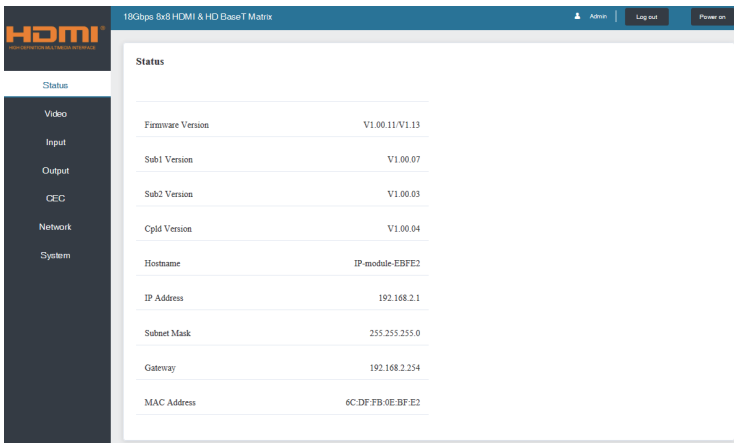 18Gbps 8x8 HDMI & HD BaseT Matrix
Admin
Log out
Power on
HDMI
HIGH-DEFINITION MULTIMEDIA INTERFACE
Status
Video
Input
Output
CEC
Network
System
Status
Firmware Version V1.00.11/V1.13
Sub1 Version V1.00.07
Sub2 Version V1.00.03
Cpld Version V1.00.04
Hostname IP-module-EBFE2
IP Address 192.168.2.1
Subnet Mask 255.255.255.0
Gateway 192.168.2.254
MAC Address 6C:DF:FB:0E:BF:E2